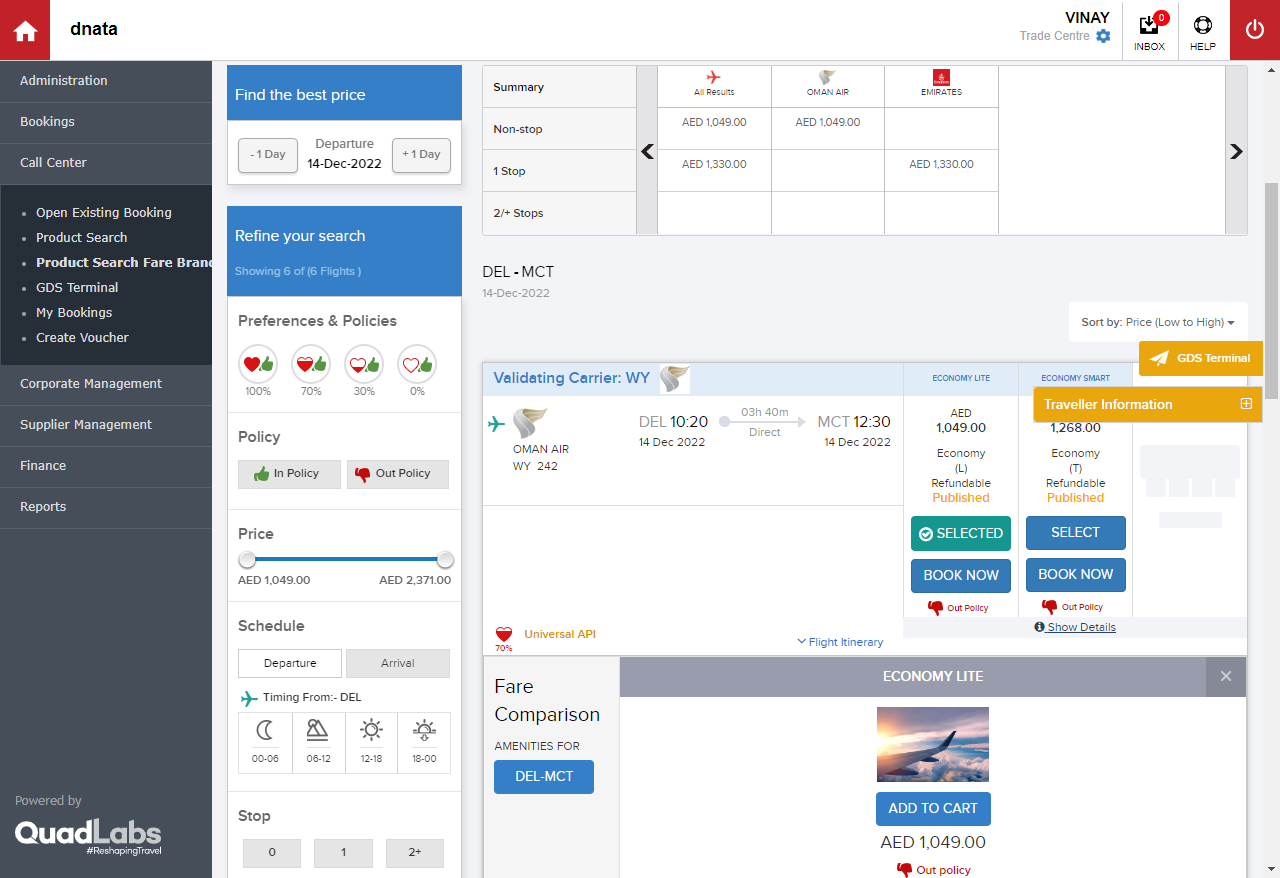 dnata
VINAY
Trade Centre
0
INBOX
HELP
Administration
Bookings
Call Center
Open Existing Booking
Product Search
Product Search Fare Bran
GDS Terminal
My Bookings
Create Voucher
Corporate Management
Supplier Management
Finance
Reports
Powered by
QuadLabs
#ReshapingTravel
Find the best price
- 1 Day
Departure
14-Dec-2022
+ 1 Day
Refine your search
Showing 6 of (6 Flights )
Preferences & Policies
100% 70% 30% 0%
Policy
In Policy Out Policy
Price
AED 1,049.00 AED 2,371.00
Schedule
Departure Arrival
Timing From:- DEL
00-06 06-12 12-18 18-00
Stop
0 1 2+
Summary All Results OMAN AIR EMIRATES
Non-stop AED 1,049.00 AED 1,049.00
1 Stop AED 1,330.00 AED 1,330.00
2/+ Stops
DEL - MCT
14-Dec-2022
Sort by: Price (Low to High)
GDS Terminal
Traveller Information
Validating Carrier: WY
ECONOMY LITE ECONOMY SMART
OMAN AIR
WY 242
DEL 10:20 03h 40m MCT 12:30
14 Dec 2022 Direct 14 Dec 2022
AED
1,049.00
Economy
(L)
Refundable
Published
SELECTED
BOOK NOW
Out Policy
1,268.00
Economy
(T)
Refundable
Published
SELECT
BOOK NOW
Out Policy
Show Details
70%
Universal API
Flight Itinerary
Fare
Comparison
AMENITIES FOR
DEL-MCT
ECONOMY LITE
ADD TO CART
AED 1,049.00
Out policy